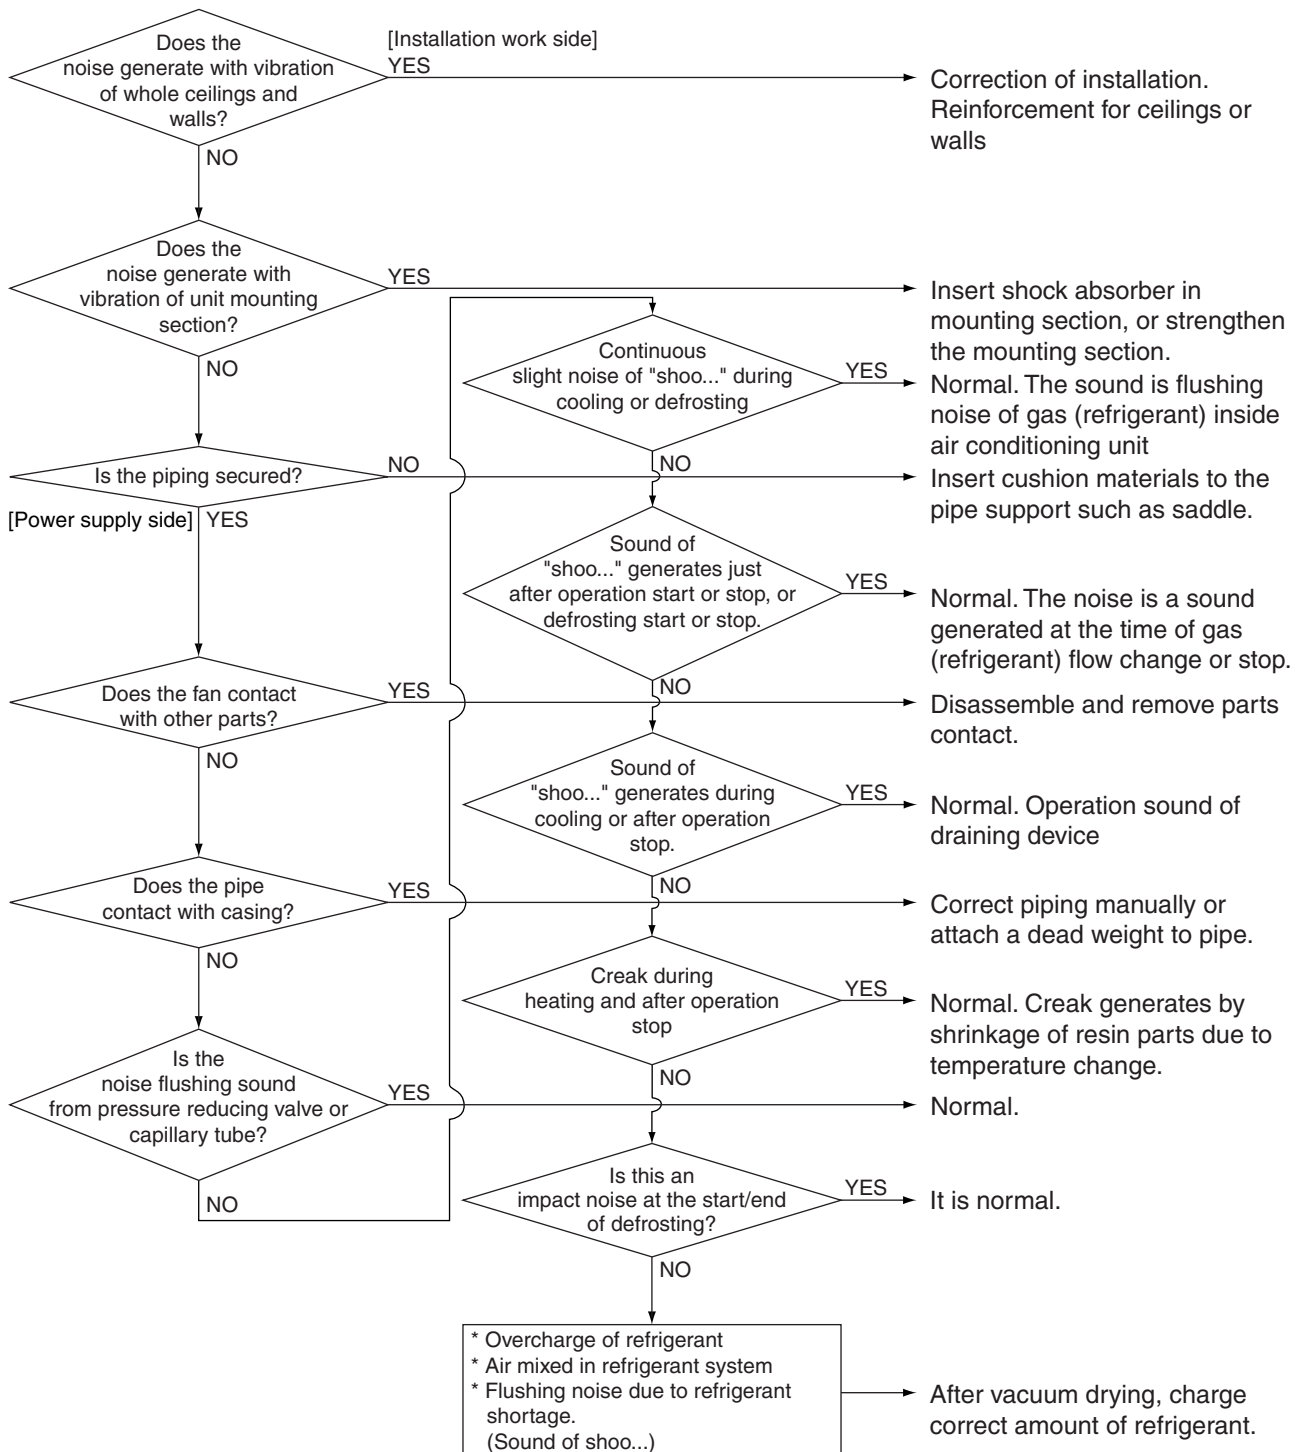 Does the
noise generate with vibration
of whole ceilings and
walls?
[Installation work side]
YES
Correction of installation.
Reinforcement for ceilings or
walls
NO
Does the
noise generate with
vibration of unit mounting
section?
YES
Insert shock absorber in
mounting section, or strengthen
the mounting section.
NO
Is the piping secured?
NO
Insert cushion materials to the
pipe support such as saddle.
[Power supply side]
YES
Does the fan contact
with other parts?
YES
Disassemble and remove parts
contact.
NO
Does the pipe
contact with casing?
YES
Correct piping manually or
attach a dead weight to pipe.
NO
Is the
noise flushing sound
from pressure reducing valve or
capillary tube?
YES
Normal.
NO
Continuous
slight noise of "shoo..." during
cooling or defrosting
YES
Normal. The sound is flushing
noise of gas (refrigerant) inside
air conditioning unit
NO
Sound of
"shoo..." generates just
after operation start or stop, or
defrosting start or stop.
YES
Normal. The noise is a sound
generated at the time of gas
(refrigerant) flow change or stop.
NO
Sound of
"shoo..." generates during
cooling or after operation
stop.
YES
Normal. Operation sound of
draining device
NO
Creak during
heating and after operation
stop
YES
Normal. Creak generates by
shrinkage of resin parts due to
temperature change.
NO
Is this an
impact noise at the start/end
of defrosting?
YES
It is normal.
NO
* Overcharge of refrigerant
* Air mixed in refrigerant system
* Flushing noise due to refrigerant
shortage.
(Sound of shoo...)
After vacuum drying, charge
correct amount of refrigerant.